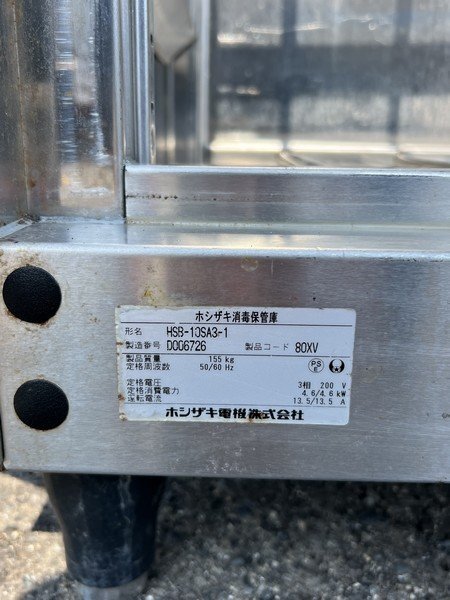 ホシザキ消毒保管庫
形名 HSB-10SA3-1
製造番号 D006726 製品コード 80XV
製品質量 155 kg
定格周波数 50/60 Hz
PS E
定格電圧 3相 200 V
定格消費電力 4.6/4.6 kW
運転電流 13.5/13.5 A
ホシザキ電機株式会社